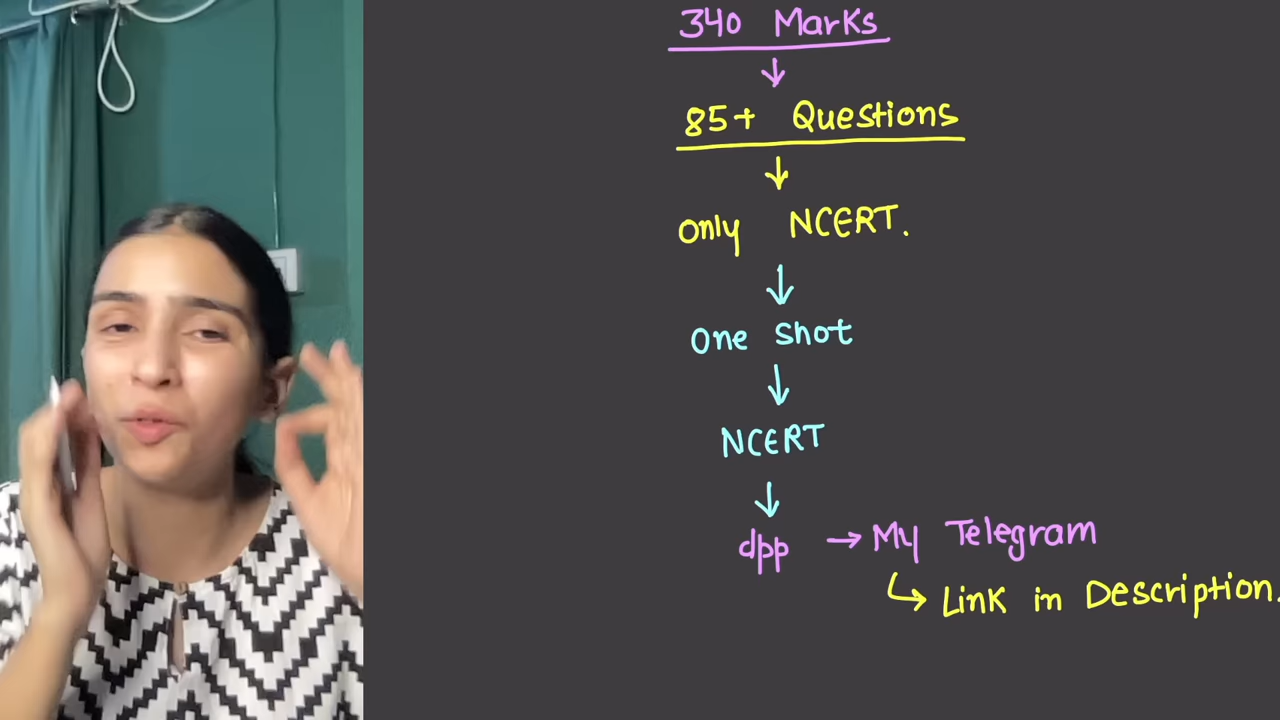 340 Marks
85+ Questions
Only NCERT.
One Shot
NCERT
dpp → My Telegram
↳ Link in Description.